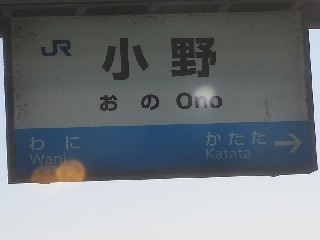 JR 小野
おの Ono
わに かたた →
Wani Katata